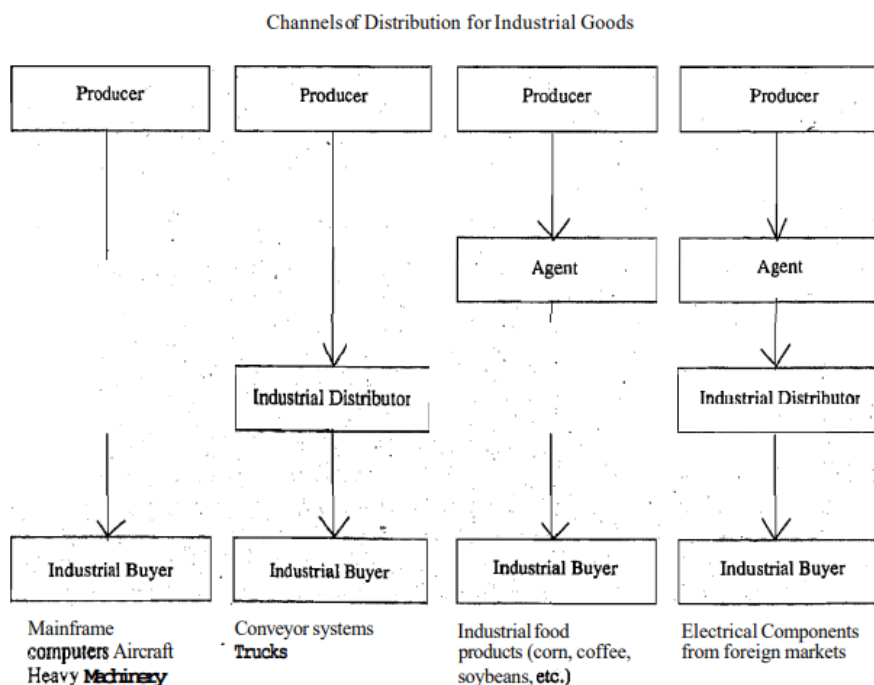 Channels of Distribution for Industrial Goods
Producer
Producer
Producer
Producer
Agent
Agent
Industrial Distributor
Industrial Distributor
Industrial Buyer
Industrial Buyer
Industrial Buyer
Industrial Buyer
Mainframe
computers Aircraft
Heavy Machinery
Conveyor systems
Trucks
Industrial food
products (corn, coffee,
soybeans, etc.)
Electrical Components
from foreign markets